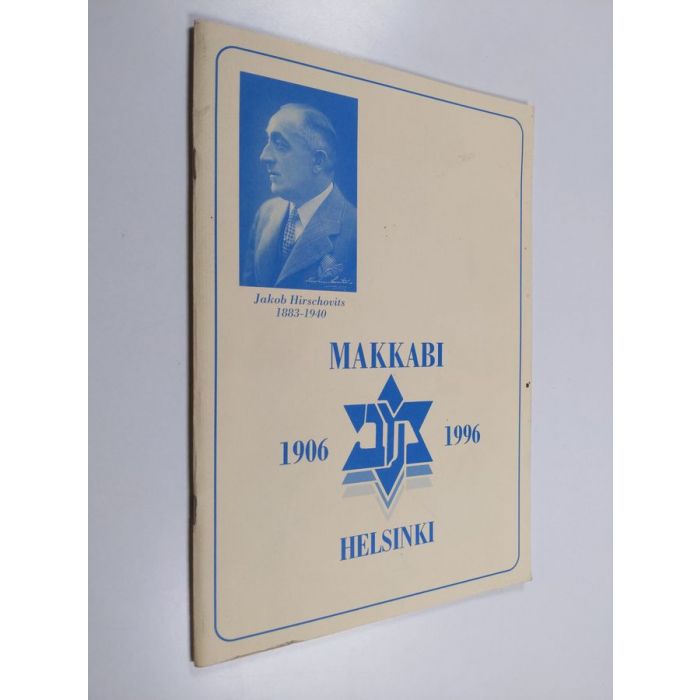 Jakob Hirschovits
1883-1940
MAKKABI
1906
1996
HELSINKI